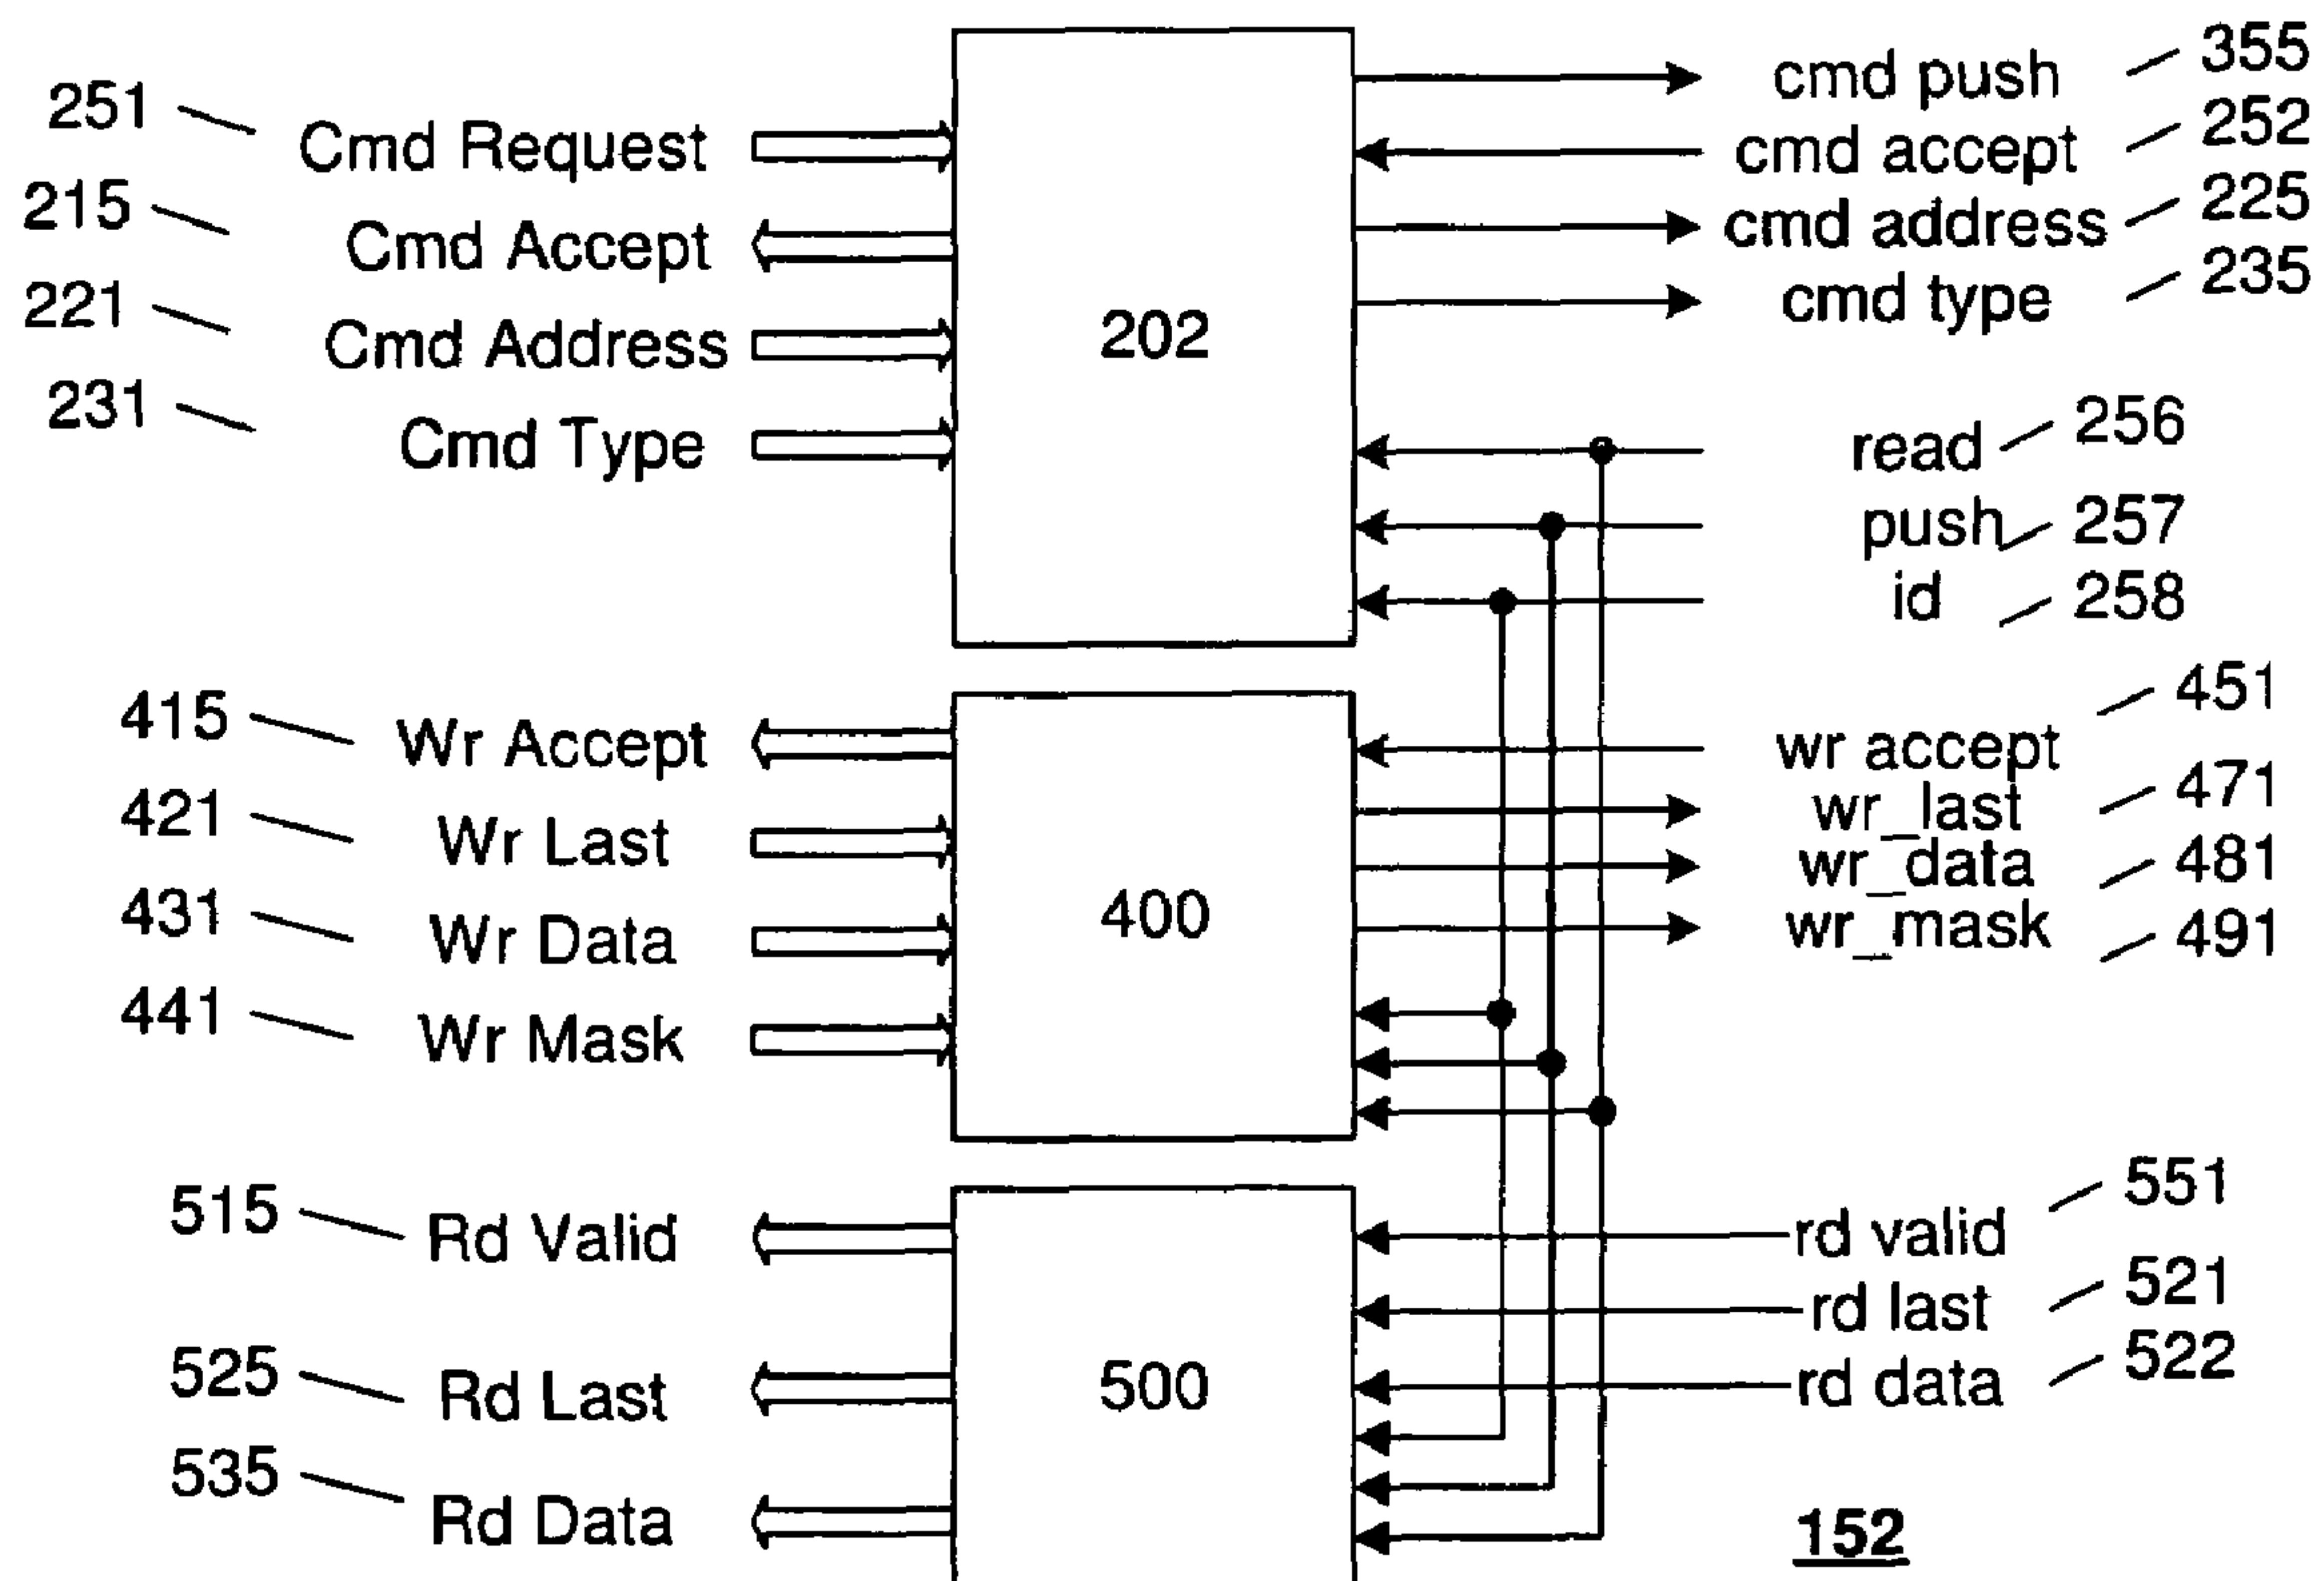 355
cmd push
251
252
Cmd Request
cmd accept
215
225
Cmd Accept
cmd address
235
cmd type
221
Cmd Address
202
231
Cmd Type
256
read
257
push
258
id
415
Wr Accept
451
wr accept
421
Wr Last
471
wr_last
431
Wr Data
400
481
wr_data
491
wr_mask
441
Wr Mask
515
Rd Valid
551
rd valid
521
rd last
525
Rd Last
500
522
rd data
535
Rd Data
152